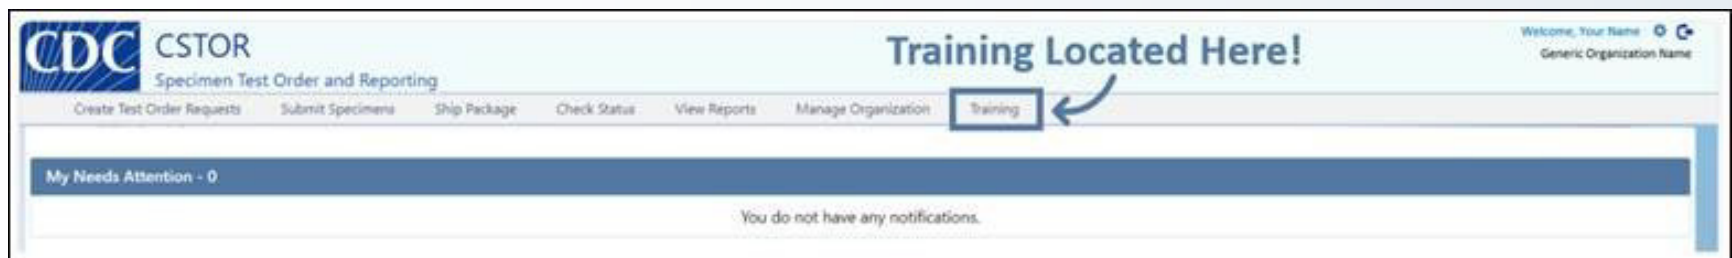 CDC
CSTOR
Specimen Test Order and Reporting
Training Located Here!
Welcome, Your Name
Generic Organization Name
Create Test Order Requests Submit Specimens Ship Package Check Status View Reports Manage Organization Training
My Needs Attention - 0
You do not have any notifications.